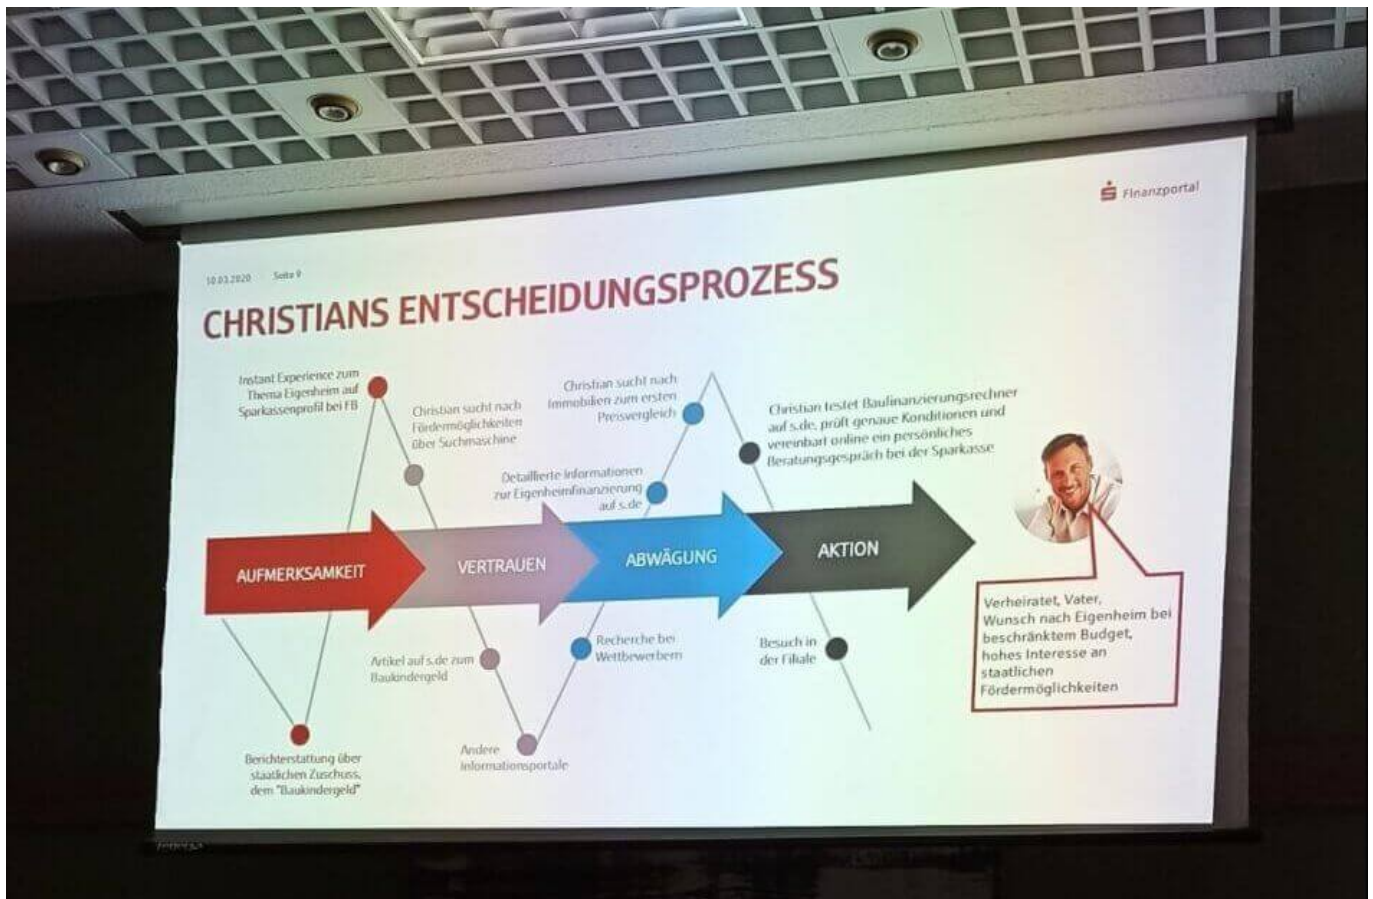 Finanzportal
10.03.2020 Seite 9
CHRISTIANS ENTSCHEIDUNGSPROZESS
Instant Experience zum
Thema Eigenheim auf
Sparkassenprofil bei FB
Christian sucht nach
Fördermöglichkeiten
über Suchmaschine
Christian sucht nach
Immobilien zum ersten
Preisvergleich
Detaillierte Informationen
zur Eigenheimfinanzierung
auf s.de
Christian testet Baufinanzierungsrechner
auf s.de, prüft genaue Konditionen und
vereinbart online ein persönliches
Beratungsgespräch bei der Sparkasse
AUFMERKSAMKEIT
VERTRAUEN
ABWÄGUNG
AKTION
Berichterstattung über
staatlichen Zuschuss,
dem "Baukindergeld"
Artikel auf s.de zum
Baukindergeld
Andere
Informationsportale
Recherche bei
Wettbewerbern
Besuch in
der Filiale
Verheiratet, Vater,
Wunsch nach Eigenheim bei
beschränktem Budget,
hohes Interesse an
staatlichen
Fördermöglichkeiten